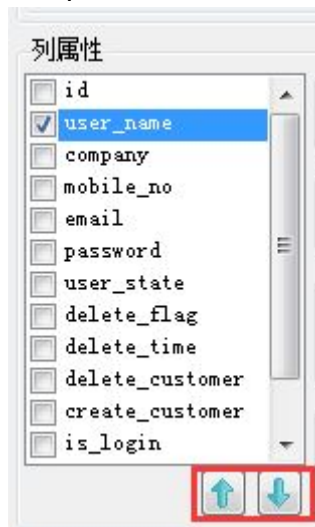 列属性
id
user_name
company
mobile_no
email
password
user_state
delete_flag
delete_time
delete_customer
create_customer
is_login